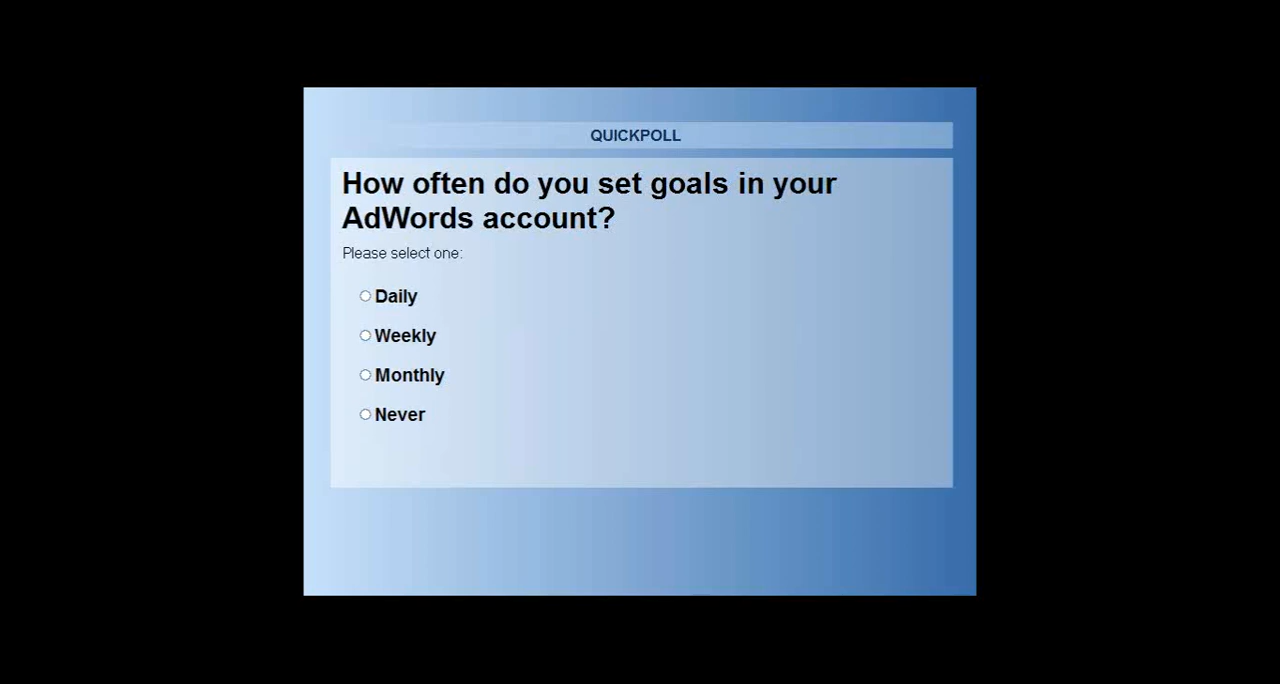 QUICKPOLL
How often do you set goals in your
AdWords account?
Please select one:
Daily
Weekly
Monthly
Never